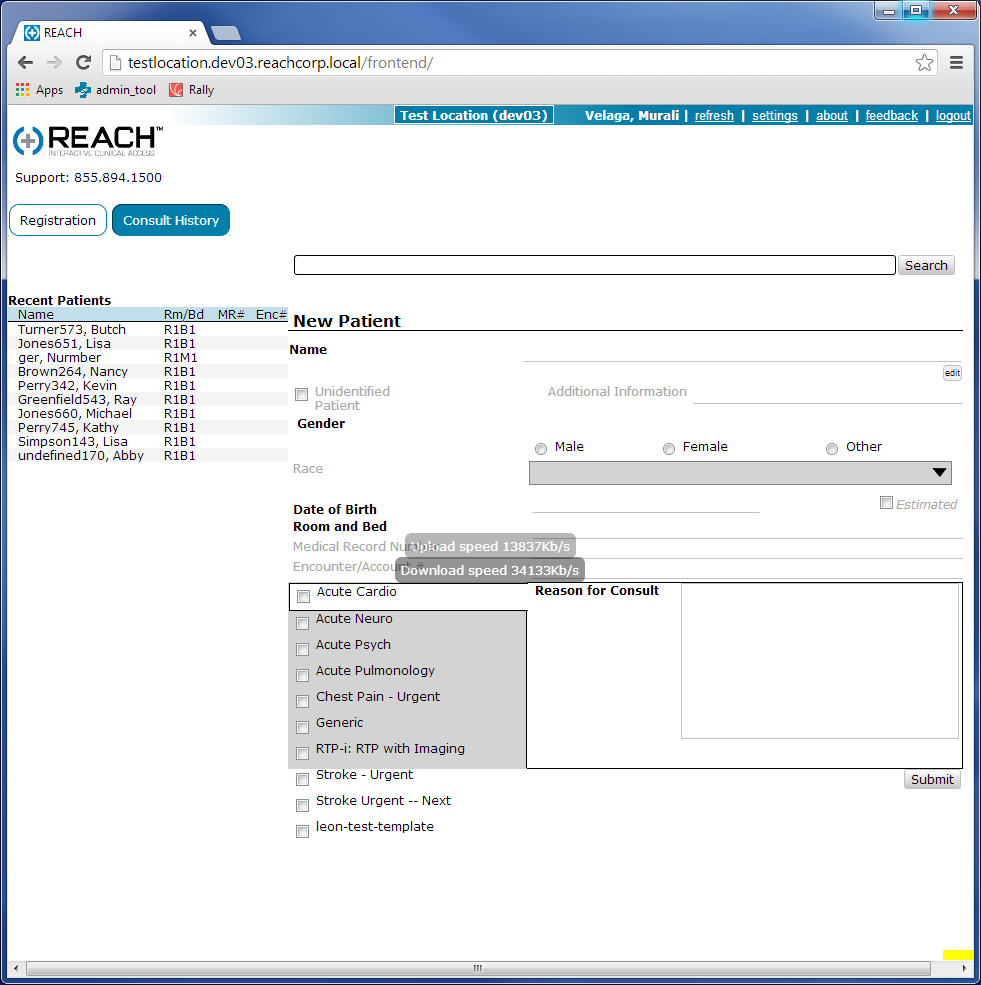 REACH
testlocation.dev03.reachcorp.local/frontend/
Apps admin_tool Rally
Test Location (dev03) Velaga, Murali | refresh | settings | about | feedback | logout
REACH™
INTERACTIVE CLINICAL ACCESS
Support: 855.894.1500
Registration Consult History
Search
Recent Patients
Name Rm/Bd MR# Enc#
Turner573, Butch R1B1
Jones651, Lisa R1B1
ger, Nurmber R1M1
Brown264, Nancy R1B1
Perry342, Kevin R1B1
Greenfield543, Ray R1B1
Jones660, Michael R1B1
Perry745, Kathy R1B1
Simpson143, Lisa R1B1
undefined170, Abby R1B1
New Patient
Name
edit
Unidentified Patient Additional Information
Gender
Male Female Other
Race
Date of Birth Estimated
Room and Bed
Medical Record Number
Upload speed 13837Kb/s
Encounter/Account #
Download speed 34133Kb/s
Acute Cardio
Reason for Consult
Acute Neuro
Acute Psych
Acute Pulmonology
Chest Pain - Urgent
Generic
RTP-i: RTP with Imaging
Stroke - Urgent
Submit
Stroke Urgent -- Next
leon-test-template